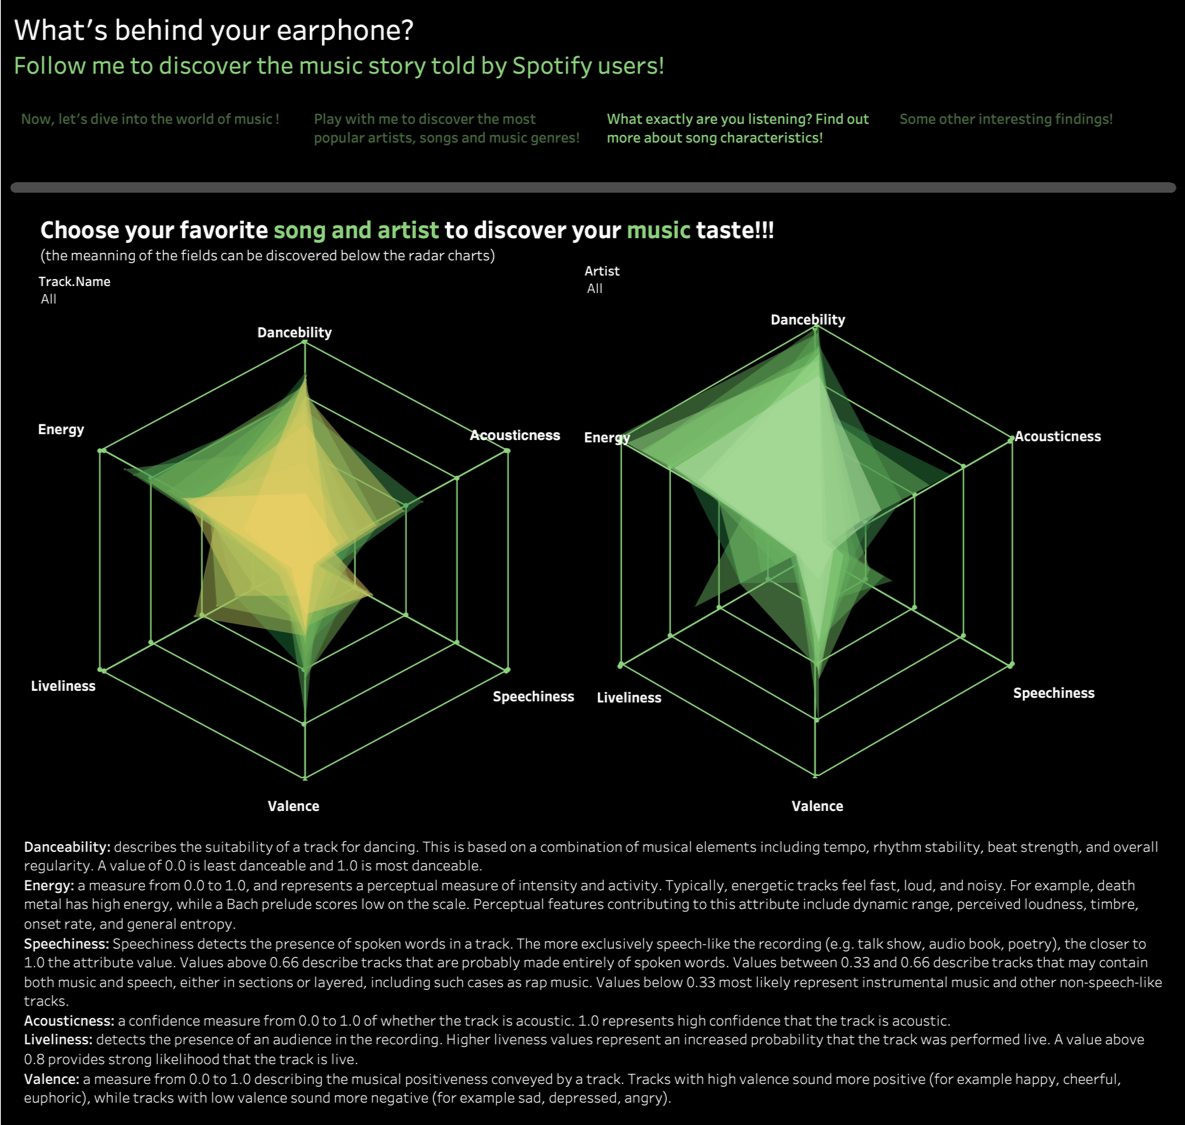 What's behind your earphone?
Follow me to discover the music story told by Spotify users!
Now, let's dive into the world of music !
Play with me to discover the most
popular artists, songs and music genres!
What exactly are you listening? Find out
more about song characteristics!
Some other interesting findings!
Choose your favorite song and artist to discover your music taste!!!
(the meanning of the fields can be discovered below the radar charts)
Track.Name
All
Artist
All
Dancebility
Energy
Acousticness
Liveliness
Speechiness
Valence
Dancebility
Energy
Acousticness
Liveliness
Speechiness
Valence
Danceability: describes the suitability of a track for dancing. This is based on a combination of musical elements including tempo, rhythm stability, beat strength, and overall
regularity. A value of 0.0 is least danceable and 1.0 is most danceable.
Energy: a measure from 0.0 to 1.0, and represents a perceptual measure of intensity and activity. Typically, energetic tracks feel fast, loud, and noisy. For example, death
metal has high energy, while a Bach prelude scores low on the scale. Perceptual features contributing to this attribute include dynamic range, perceived loudness, timbre,
onset rate, and general entropy.
Speechiness: Speechiness detects the presence of spoken words in a track. The more exclusively speech-like the recording (e.g. talk show, audio book, poetry), the closer to
1.0 the attribute value. Values above 0.66 describe tracks that are probably made entirely of spoken words. Values between 0.33 and 0.66 describe tracks that may contain
both music and speech, either in sections or layered, including such cases as rap music. Values below 0.33 most likely represent instrumental music and other non-speech-like
tracks.
Acousticness: a confidence measure from 0.0 to 1.0 of whether the track is acoustic. 1.0 represents high confidence that the track is acoustic.
Liveliness: detects the presence of an audience in the recording. Higher liveness values represent an increased probability that the track was performed live. A value above
0.8 provides strong likelihood that the track is live.
Valence: a measure from 0.0 to 1.0 describing the musical positiveness conveyed by a track. Tracks with high valence sound more positive (for example happy, cheerful,
euphoric), while tracks with low valence sound more negative (for example sad, depressed, angry).